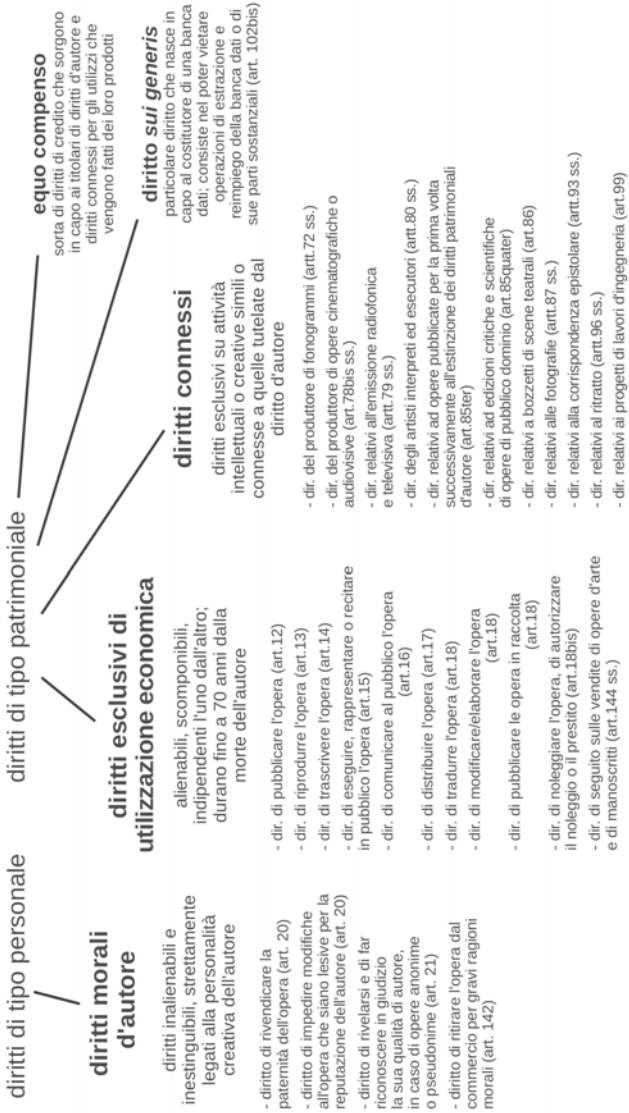 diritti di tipo personale
diritti morali
d'autore
diritti inalienabili e
inestinguibili, strettamente
legati alla personalità
creativa dell'autore
- diritto di rivendicare la
paternità dell'opera (art. 20)
- diritto di impedire modifiche
all'opera che siano lesive per la
reputazione dell'autore (art. 20)
- diritto di rivelarsi e di far
riconoscere in giudizio
la sua qualità di autore,
in caso di opere anonime
o pseudonime (art. 21)
- diritto di ritirare l'opera dal
commercio per gravi ragioni
morali (art. 142)
diritti di tipo patrimoniale
diritti esclusivi di
utilizzazione economica
alienabili, scomponibili,
indipendenti l'uno dall'altro;
durano fino a 70 anni dalla
morte dell'autore
- dir. di pubblicare l'opera (art.12)
- dir. di riprodurre l'opera (art.13)
- dir. di trascrivere l'opera (art.14)
- dir. di eseguire, rappresentare o recitare
in pubblico l'opera (art.15)
- dir. di comunicare al pubblico l'opera
(art.16)
- dir. di distribuire l'opera (art.17)
- dir. di tradurre l'opera (art.18)
- dir. di modificare/elaborare l'opera
(art.18)
- dir. di pubblicare le opera in raccolta
(art.18)
- dir. di noleggiare l'opera, di autorizzare
il noleggio o il prestito (art.18bis)
- dir. di seguito sulle vendite di opere d'arte
e di manoscritti (art.144 ss.)
diritti connessi
diritti esclusivi su attività
intellettuali o creative simili o
connesse a quelle tutelate dal
diritto d'autore
- dir. del produttore di fonogrammi (artt.72 ss.)
- dir. del produttore di opere cinematografiche o
audiovisive (art.78bis ss.)
- dir. relativi all'emissione radiofonica
e televisiva (artt.79 ss.)
- dir. degli artisti interpreti ed esecutori (artt.80 ss.)
- dir. relativi ad opere pubblicate per la prima volta
successivamente all'estinzione dei diritti patrimoniali
d'autore (art.85ter)
- dir. relativi ad edizioni critiche e scientifiche
di opere di pubblico dominio (art.85quater)
- dir. relativi a bozzetti di scene teatrali (art.86)
- dir. relativi alle fotografie (artt.87 ss.)
- dir. relativi alla corrispondenza epistolare (artt.93 ss.)
- dir. relativi al ritratto (artt.96 ss.)
- dir. relativi ai progetti di lavori d'ingegneria (art.99)
equo compenso
sorta di diritti di credito che sorgono
in capo ai titolari di diritti d'autore e
diritti connessi per gli utilizzi che
vengono fatti dei loro prodotti
diritto sui generis
particolare diritto che nasce in
capo al costitutore di una banca
dati; consiste nel poter vietare
operazioni di estrazione e
reimpiego della banca dati o di
sue parti sostanziali (art. 102bis)